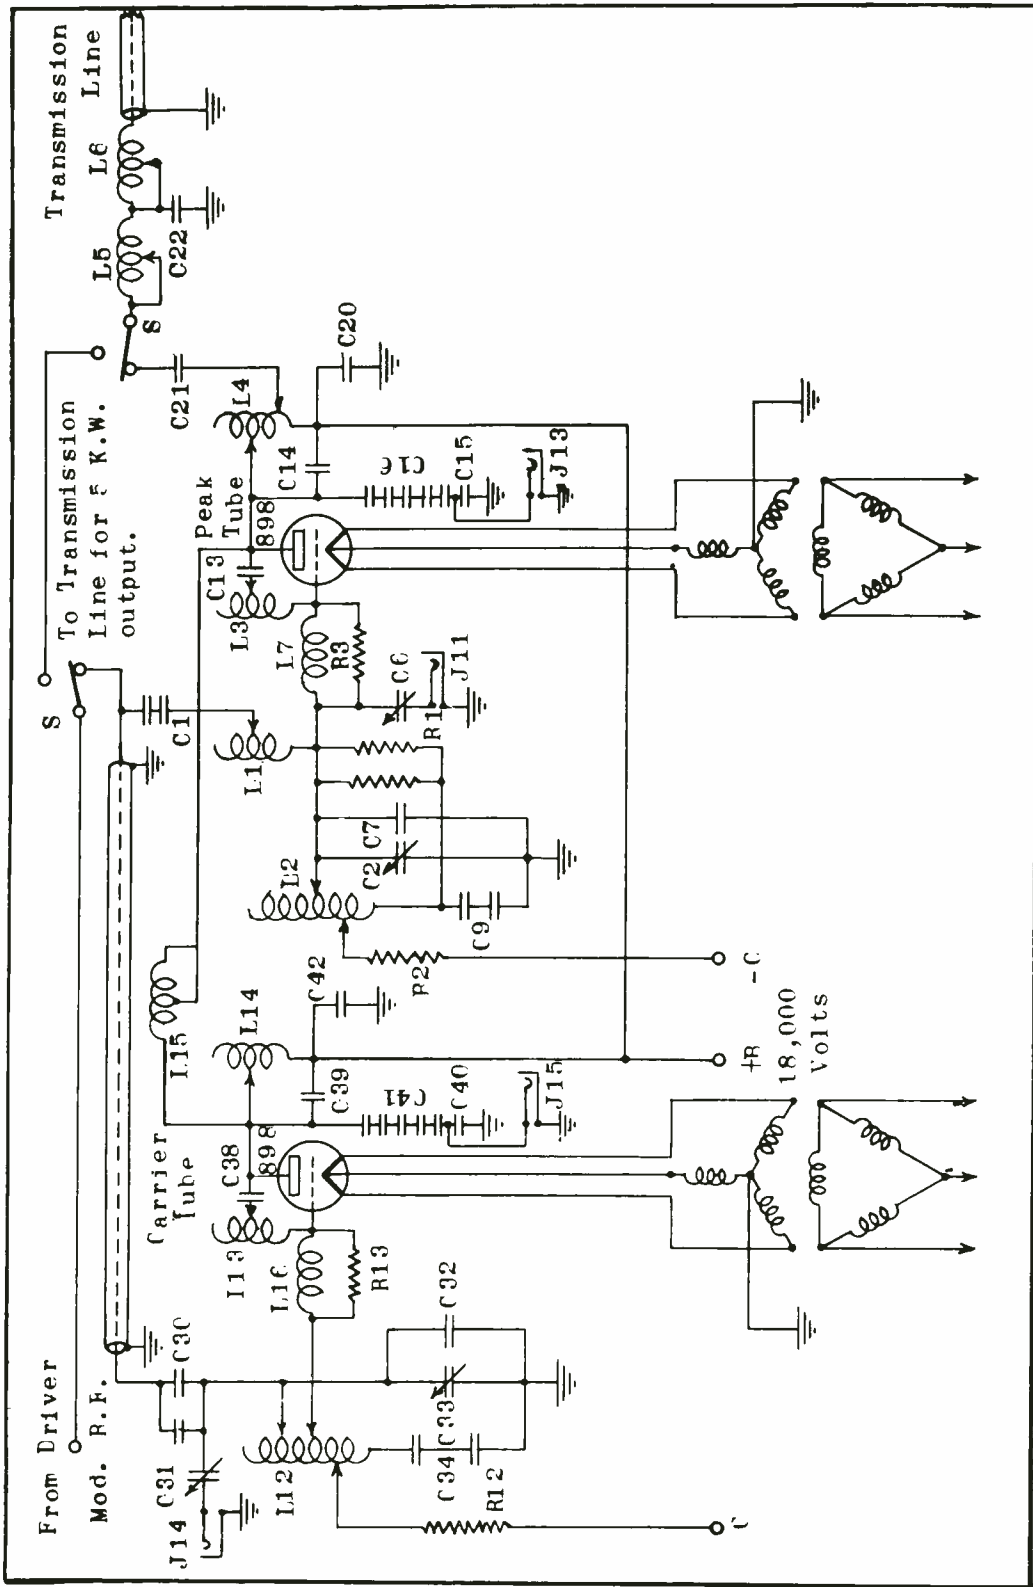 From Driver
Mod. R.F.
To Transmission
Line for 5 K.W.
output.
Transmission
Line
S
S
L5
L6
C22
C21
C20
L4
C14
C16
C15
J13
Peak
Tube
898
C13
L3
L7
R3
C6
J11
R1
C1
L1
C7
C2
L2
C9
R2
-C
L15
L14
C42
C39
C41
C40
J15
Carrier
Tube
C38
898
L13
L16
R13
C30
C31
J14
L12
C32
C33
C34
R12
+B
18,000
Volts